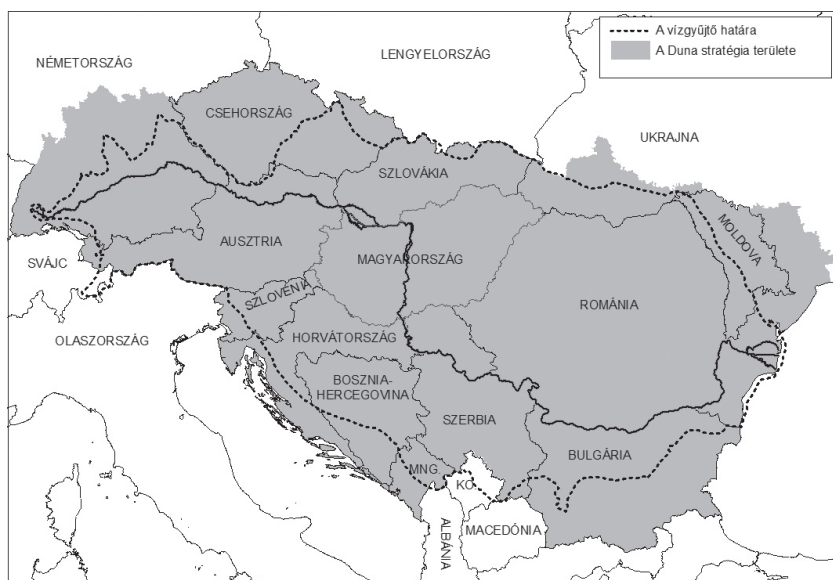 A vízgyűjtő határa
A Duna stratégia területe
NÉMETORSZÁG
LENGYELORSZÁG
CSEHORSZÁG
UKRAJNA
SZLOVÁKIA
MOLDOVA
AUSZTRIA
MAGYARORSZÁG
SVÁJC
SZLOVÉNIA
ROMÁNIA
OLASZORSZÁG
HORVÁTORSZÁG
BOSZNIA-
HERCEGOVINA
SZERBIA
BULGÁRIA
MNG.
KO.
MACEDÓNIA
ALBÁNIA